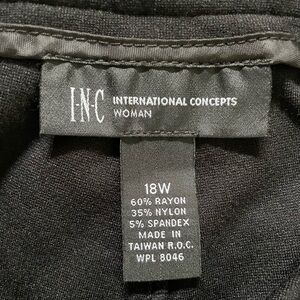 I·N·C INTERNATIONAL CONCEPTS
WOMAN
18W
60% RAYON
35% NYLON
5% SPANDEX
MADE IN
TAIWAN R.O.C.
WPL 8046